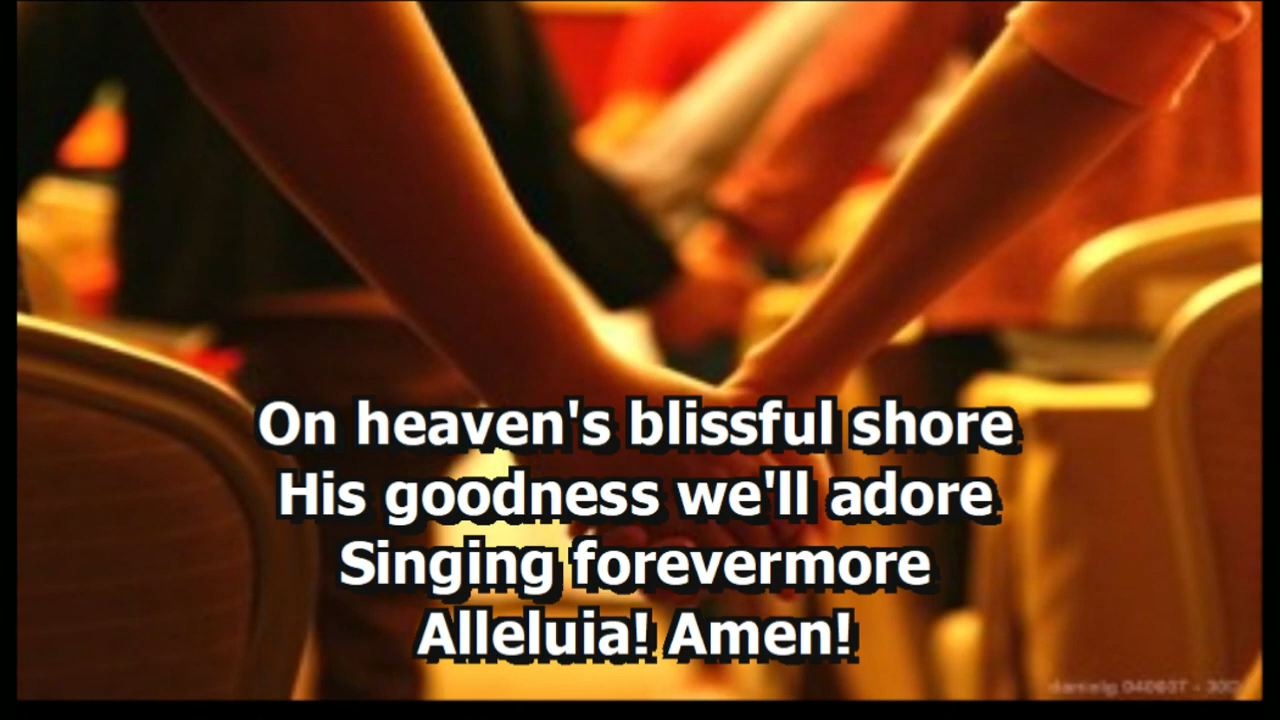 On heaven's blissful shore
His goodness we'll adore
Singing forevermore
Alleluia! Amen!